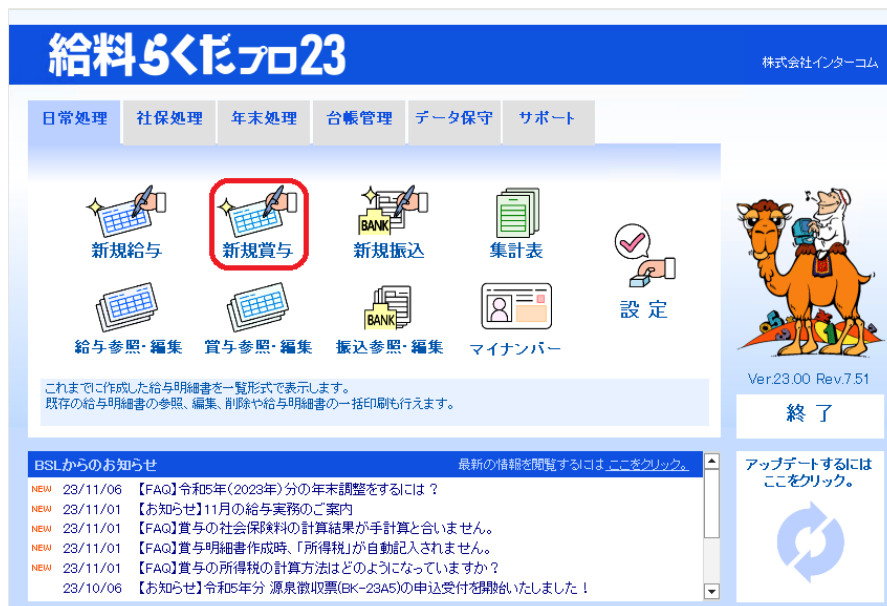 給料らくだプロ23
株式会社インターコム
日常処理 社保処理 年末処理 台帳管理 データ保守 サポート
新規給与 新規賞与 BANK 新規振込 集計表
設定
BANK
給与参照・編集 賞与参照・編集 振込参照・編集 マイナンバー
これまでに作成した給与明細書を一覧形式で表示します。
既存の給与明細書の参照、編集、削除や給与明細書の一括印刷も行えます。
Ver.23.00 Rev.7.51
終了
BSLからのお知らせ 最新の情報を閲覧するにはここをクリック。
NEW 23/11/06 【FAQ】令和5年(2023年)分の年末調整をするには？
NEW 23/11/01 【お知らせ】11月の給与実務のご案内
NEW 23/11/01 【FAQ】賞与の社会保険料の計算結果が手計算と合いません。
NEW 23/11/01 【FAQ】賞与明細書作成時、「所得税」が自動記入されません。
NEW 23/11/01 【FAQ】賞与の所得税の計算方法はどのようになっていますか？
23/10/06 【お知らせ】令和5年分 源泉徴収票(BK-23A5)の申込受付を開始いたしました！
アップデートするには
ここをクリック。